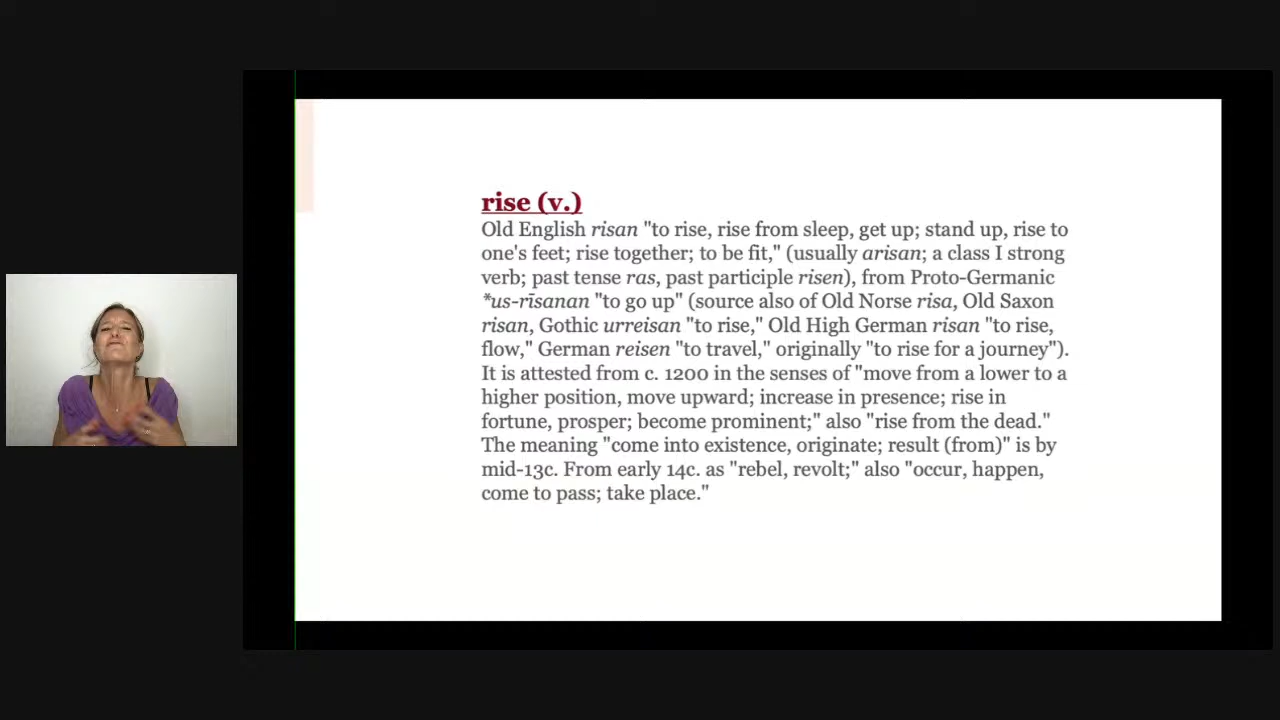 rise (v.)
Old English risan "to rise, rise from sleep, get up; stand up, rise to
one's feet; rise together; to be fit," (usually arisan; a class I strong
verb; past tense ras, past participle risen), from Proto-Germanic
*us-rīsanan "to go up" (source also of Old Norse risa, Old Saxon
risan, Gothic urreisan "to rise," Old High German risan "to rise,
flow," German reisen "to travel," originally "to rise for a journey").
It is attested from c. 1200 in the senses of "move from a lower to a
higher position, move upward; increase in presence; rise in
fortune, prosper; become prominent;" also "rise from the dead."
The meaning "come into existence, originate; result (from)" is by
mid-13c. From early 14c. as "rebel, revolt;" also "occur, happen,
come to pass; take place."